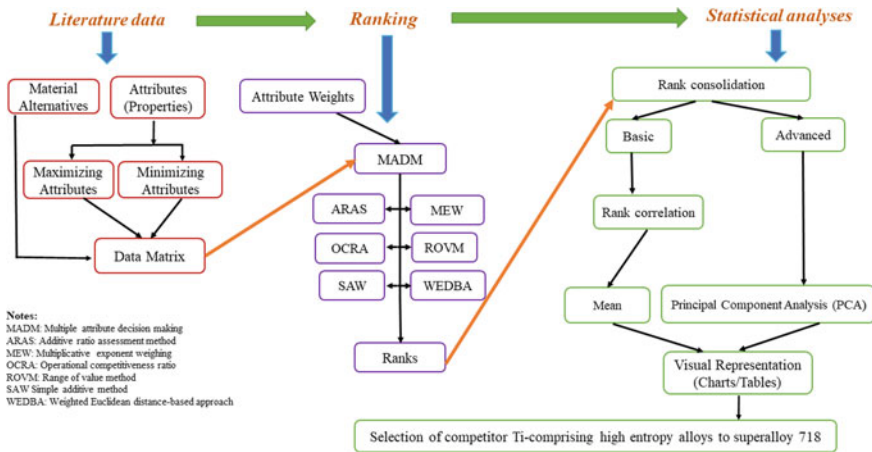 Literature data
Ranking
Statistical analyses
Material
Alternatives
Attributes
(Properties)
Maximizing
Attributes
Minimizing
Attributes
Data Matrix
Notes:
MADM: Multiple attribute decision making
ARAS: Additive ratio assessment method
MEW: Multiplicative exponent weighing
OCRA: Operational competitiveness ratio
ROVM: Range of value method
SAW Simple additive method
WEDBA: Weighted Euclidean distance-based approach
Attribute Weights
MADM
ARAS
MEW
OCRA
ROVM
SAW
WEDBA
Ranks
Rank consolidation
Basic
Advanced
Rank correlation
Mean
Principal Component Analysis (PCA)
Visual Representation
(Charts/Tables)
Selection of competitor Ti-comprising high entropy alloys to superalloy 718